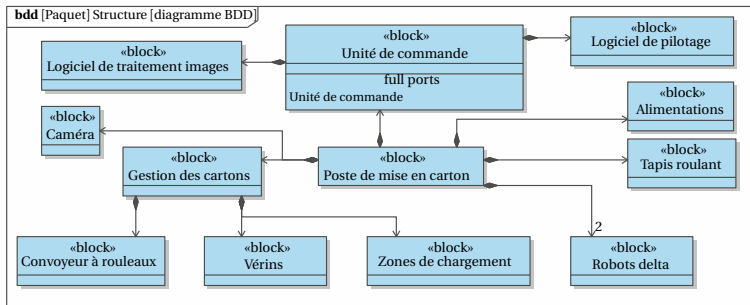 bdd [Paquet] Structure [diagramme BDD]
«block»
Logiciel de traitement images
«block»
Unité de commande
full ports
Unité de commande
«block»
Logiciel de pilotage
«block»
Caméra
«block»
Alimentations
«block»
Gestion des cartons
«block»
Poste de mise en carton
«block»
Tapis roulant
2
«block»
Convoyeur à rouleaux
«block»
Vérins
«block»
Zones de chargement
«block»
Robots delta